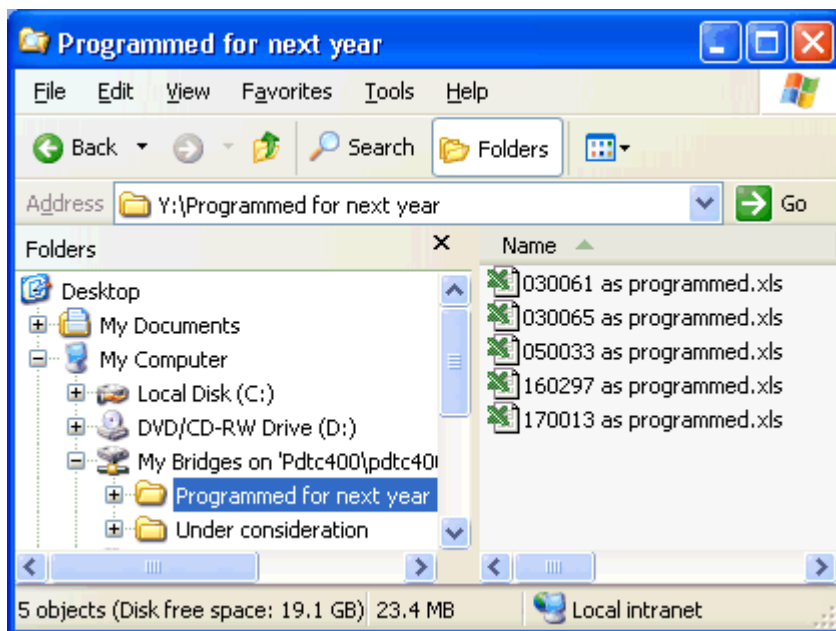 Programmed for next year
File Edit View Favorites Tools Help
Back Search Folders
Address Y:\Programmed for next year Go
Folders
Desktop
My Documents
My Computer
Local Disk (C:)
DVD/CD-RW Drive (D:)
My Bridges on 'Pdtc400\pdtc40
Programmed for next year
Under consideration
Name
030061 as programmed.xls
030065 as programmed.xls
050033 as programmed.xls
160297 as programmed.xls
170013 as programmed.xls
5 objects (Disk free space: 19.1 GB) 23.4 MB Local intranet